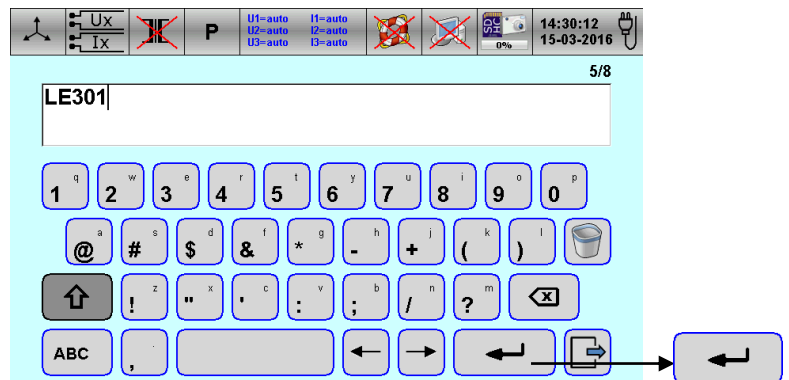 Ux
Ix
P
U1=auto I1=auto
U2=auto I2=auto
U3=auto I3=auto
SD HC
0%
14:30:12
15-03-2016
5/8
LE301
1 q 2 w 3 e 4 r 5 t 6 y 7 u 8 i 9 o 0 p
@ a # s $ d & f * g - h + j ( k ) l
! z " x ' c : v ; b / n ? m
ABC , .